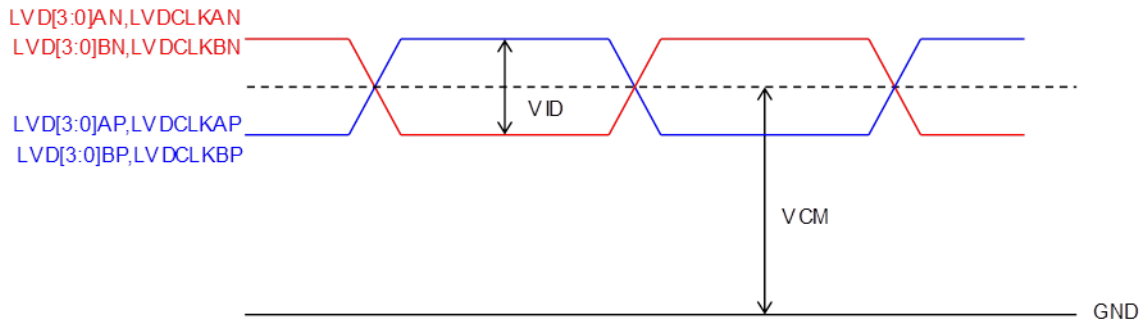 LVD[3:0]AN,LVDCLKAN
LVD[3:0]BN,LVDCLKBN
VID
LVD[3:0]AP,LVDCLKAP
LVD[3:0]BP,LVDCLKBP
VCM
GND